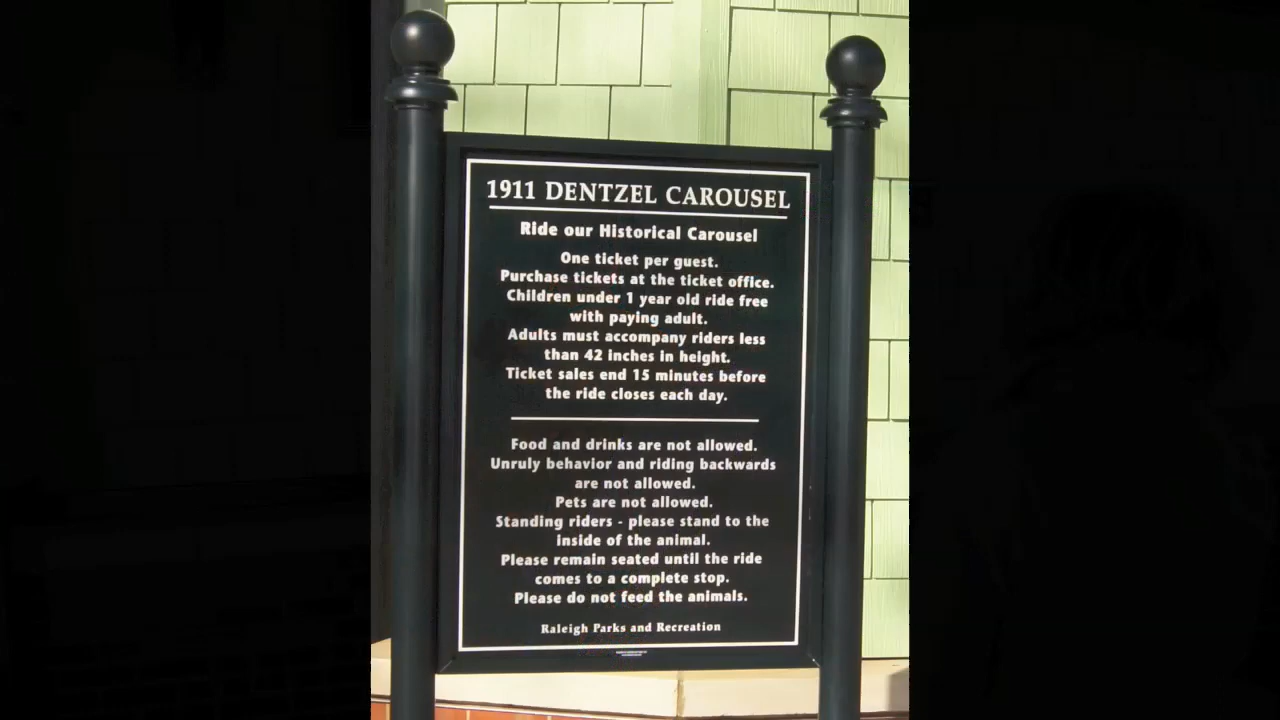 1911 DENTZEL CAROUSEL
Ride our Historical Carousel
One ticket per guest.
Purchase tickets at the ticket office.
Children under 1 year old ride free
with paying adult.
Adults must accompany riders less
than 42 inches in height.
Ticket sales end 15 minutes before
the ride closes each day.
Food and drinks are not allowed.
Unruly behavior and riding backwards
are not allowed.
Pets are not allowed.
Standing riders - please stand to the
inside of the animal.
Please remain seated until the ride
comes to a complete stop.
Please do not feed the animals.
Raleigh Parks and Recreation